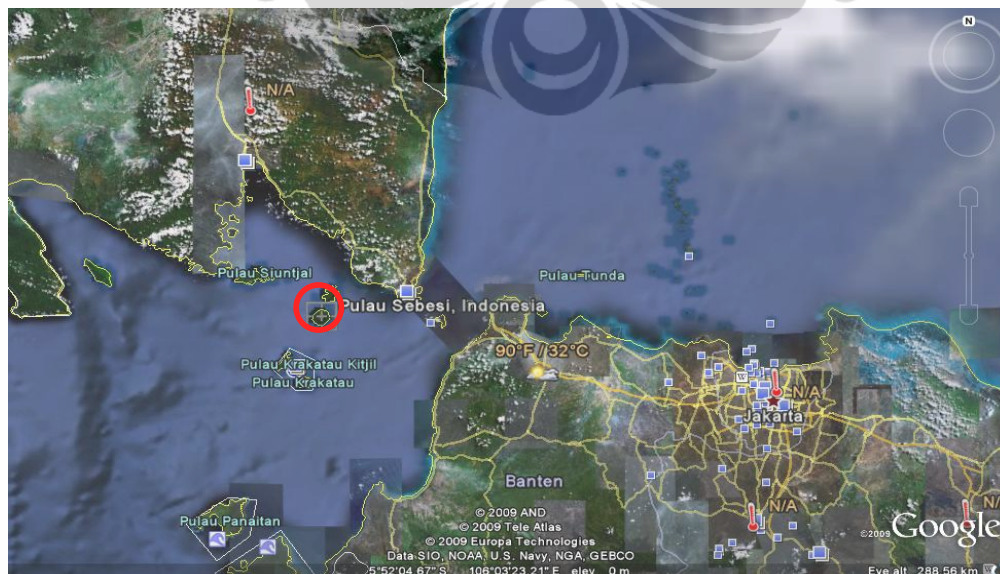 N
N/A
Pulau Siuntjal
Pulau Tunda
Pulau Sebesi, Indonesia
90°F / 32°C
Pulau Krakatau Kitjil
Pulau Krakatau
W
N/A
Jakarta
Banten
N/A
N/A
Pulau Panaitan
© 2009 AND
© 2009 Tele Atlas
© 2009 Europa Technologies
Data SIO, NOAA, U.S. Navy, NGA, GEBCO
©2009 Google
5°52'04.67" S 106°03'23.21" E elev 0 m
Eye alt 288.56 km